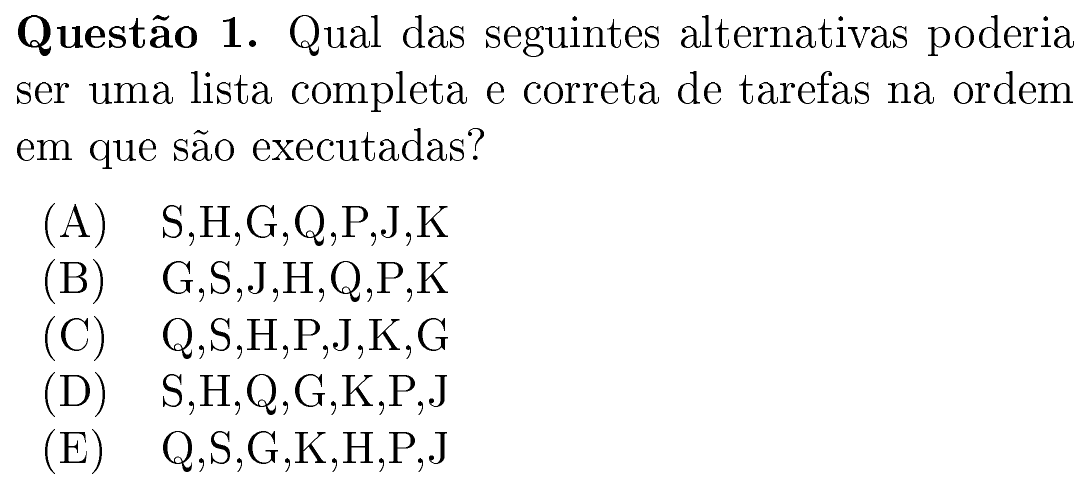 Questão 1. Qual das seguintes alternativas poderia
ser uma lista completa e correta de tarefas na ordem
em que são executadas?
(A) S,H,G,Q,P,J,K
(B) G,S,J,H,Q,P,K
(C) Q,S,H,P,J,K,G
(D) S,H,Q,G,K,P,J
(E) Q,S,G,K,H,P,J